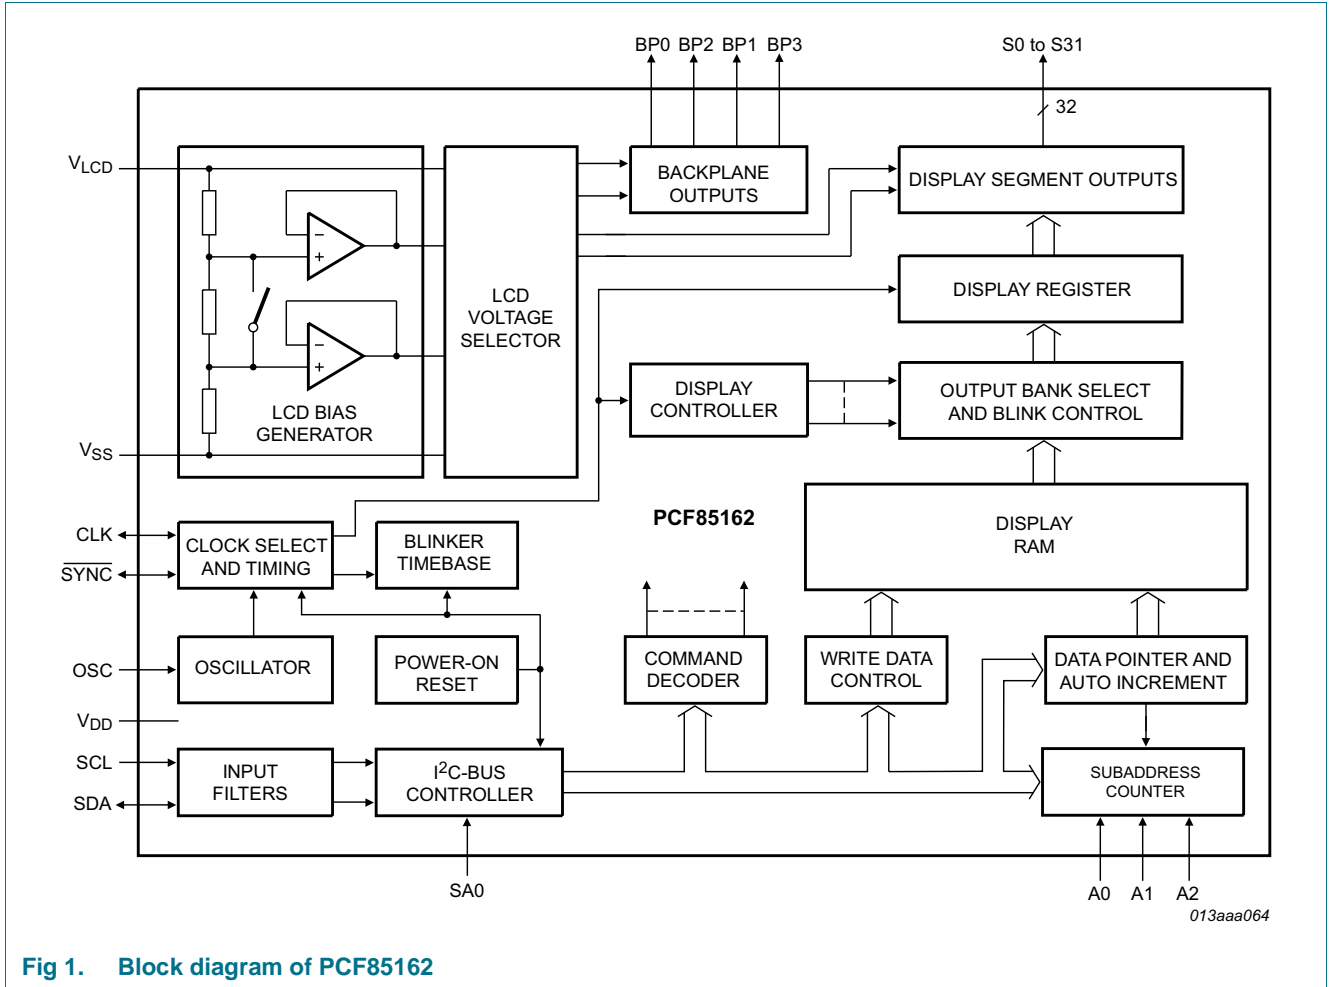 BP0 BP2 BP1 BP3
S0 to S31
32
VLCD
BACKPLANE
OUTPUTS
DISPLAY SEGMENT OUTPUTS
−
+
DISPLAY REGISTER
LCD
VOLTAGE
SELECTOR
−
+
LCD BIAS
GENERATOR
DISPLAY
CONTROLLER
OUTPUT BANK SELECT
AND BLINK CONTROL
VSS
CLK
SYNC
CLOCK SELECT
AND TIMING
BLINKER
TIMEBASE
PCF85162
DISPLAY
RAM
OSC
OSCILLATOR
POWER-ON
RESET
COMMAND
DECODER
WRITE DATA
CONTROL
DATA POINTER AND
AUTO INCREMENT
VDD
SCL
SDA
INPUT
FILTERS
I2C-BUS
CONTROLLER
SUBADDRESS
COUNTER
SA0
A0 A1 A2
013aaa064
Fig 1. Block diagram of PCF85162